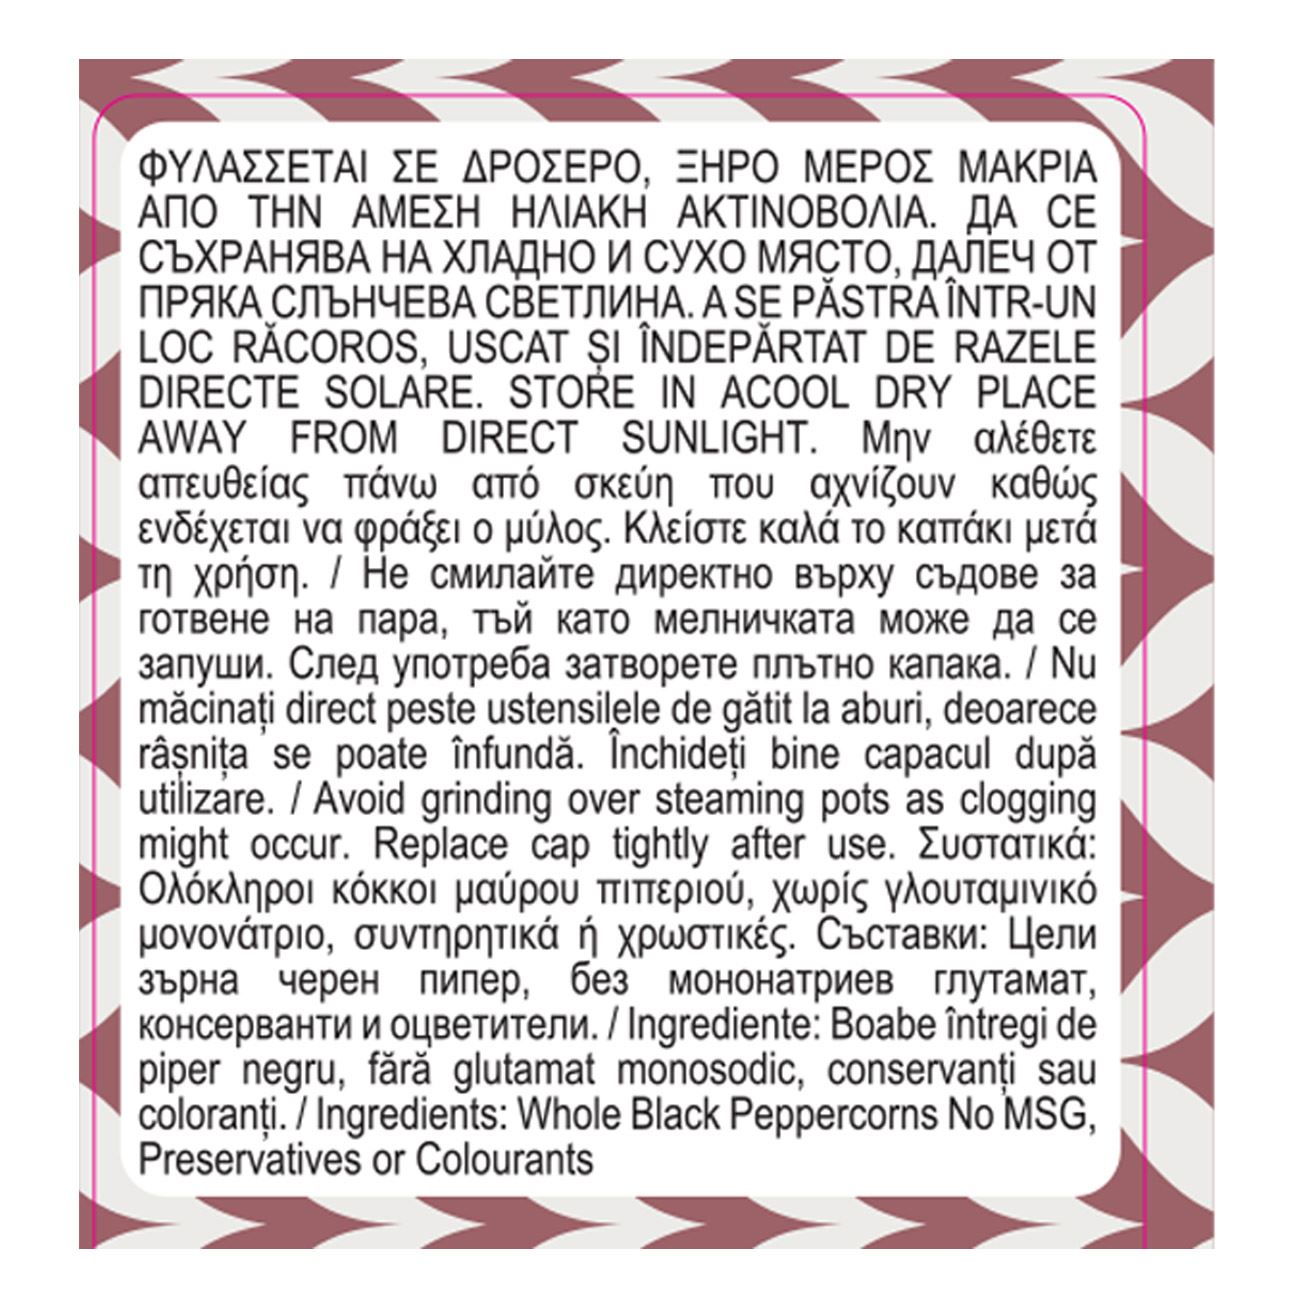 ΦΥΛΑΣΣΕΤΑΙ ΣΕ ΔΡΟΣΕΡΟ, ΞΗΡΟ ΜΕΡΟΣ ΜΑΚΡΙΑ
ΑΠΟ ΤΗΝ ΑΜΕΣΗ ΗΛΙΑΚΗ ΑΚΤΙΝΟΒΟΛΙΑ. ДА СЕ
СЪХРАНЯВА НА ХЛАДНО И СУХО МЯСТО, ДАЛЕЧ ОТ
ПРЯКА СЛЪНЧЕВА СВЕТЛИНА. A SE PĂSTRA ÎNTR-UN
LOC RĂCOROS, USCAT ȘI ÎNDEPĂRTAT DE RAZELE
DIRECTE SOLARE. STORE IN ACOOL DRY PLACE
AWAY FROM DIRECT SUNLIGHT. Μην αλέθετε
απευθείας πάνω από σκεύη που αχνίζουν καθώς
ενδέχεται να φράξει ο μύλος. Κλείστε καλά το καπάκι μετά
τη χρήση. / Не смилайте директно върху съдове за
готвене на пара, тъй като мелничката може да се
запуши. След употреба затворете плътно капака. / Nu
măcinați direct peste ustensilele de gătit la aburi, deoarece
râșnița se poate înfundă. Închideți bine capacul după
utilizare. / Avoid grinding over steaming pots as clogging
might occur. Replace cap tightly after use. Συστατικά:
Ολόκληροι κόκκοι μαύρου πιπεριού, χωρίς γλουταμινικό
μονονάτριο, συντηρητικά ή χρωστικές. Съставки: Цели
зърна черен пипер, без мононатриев глутамат,
консерванти и оцветители. / Ingrediente: Boabe întregi de
piper negru, fără glutamat monosodic, conservanți sau
coloranți. / Ingredients: Whole Black Peppercorns No MSG,
Preservatives or Colourants